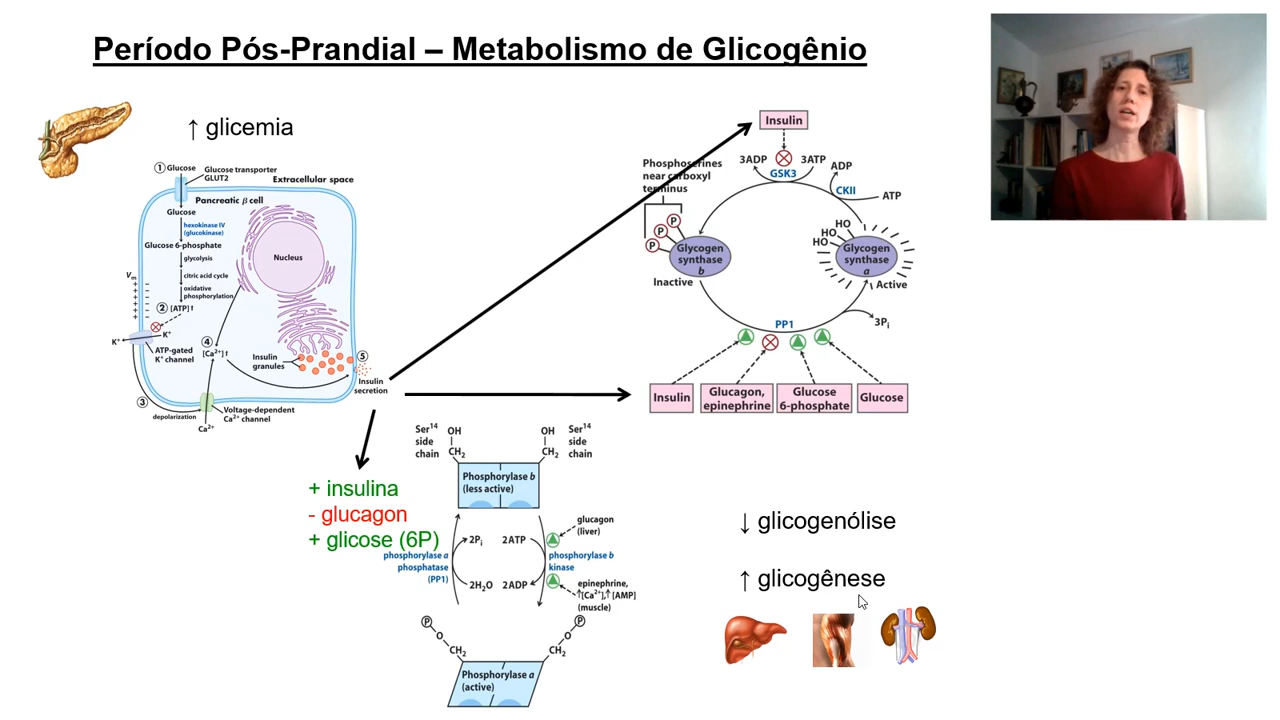 Período Pós-Prandial – Metabolismo de Glicogênio
↑ glicemia
① Glucose
Glucose transporter
GLUT2
Extracellular space
Pancreatic β cell
Glucose
hexokinase IV
(glucokinase)
Glucose 6-phosphate
glycolysis
citric acid cycle
oxidative
phosphorylation
Nucleus
Vm
② [ATP]↑
K+
K+
ATP-gated
K+ channel
④
[Ca2+]↑
Insulin
granules
⑤
Insulin
secretion
③
depolarization
Voltage-dependent
Ca2+ channel
Ca2+
Insulin
Phosphoserines
near carboxyl
terminus
3ADP
3ATP
GSK3
ADP
CKII
ATP
P
P
P
Glycogen
synthase
b
Inactive
HO
HO
HO
Glycogen
synthase
a
Active
PP1
3Pi
Insulin
Glucagon,
epinephrine
Glucose
6-phosphate
Glucose
+ insulina
- glucagon
+ glicose (6P)
Ser14
side
chain
OH
CH2
OH
CH2
Ser14
side
chain
Phosphorylase b
(less active)
phosphorylase a
phosphatase
(PP1)
2Pi
2ATP
2H2O
2ADP
glucagon
(liver)
phosphorylase b
kinase
epinephrine,
↑[Ca2+],↑[AMP]
(muscle)
P
O
CH2
P
O
CH2
Phosphorylase a
(active)
↓ glicogenólise
↑ glicogênese